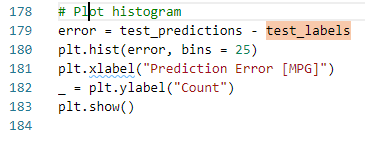 178 # Plot histogram
179 error = test_predictions - test_labels
180 plt.hist(error, bins = 25)
181 plt.xlabel("Prediction Error [MPG]")
182 _ = plt.ylabel("Count")
183 plt.show()
184